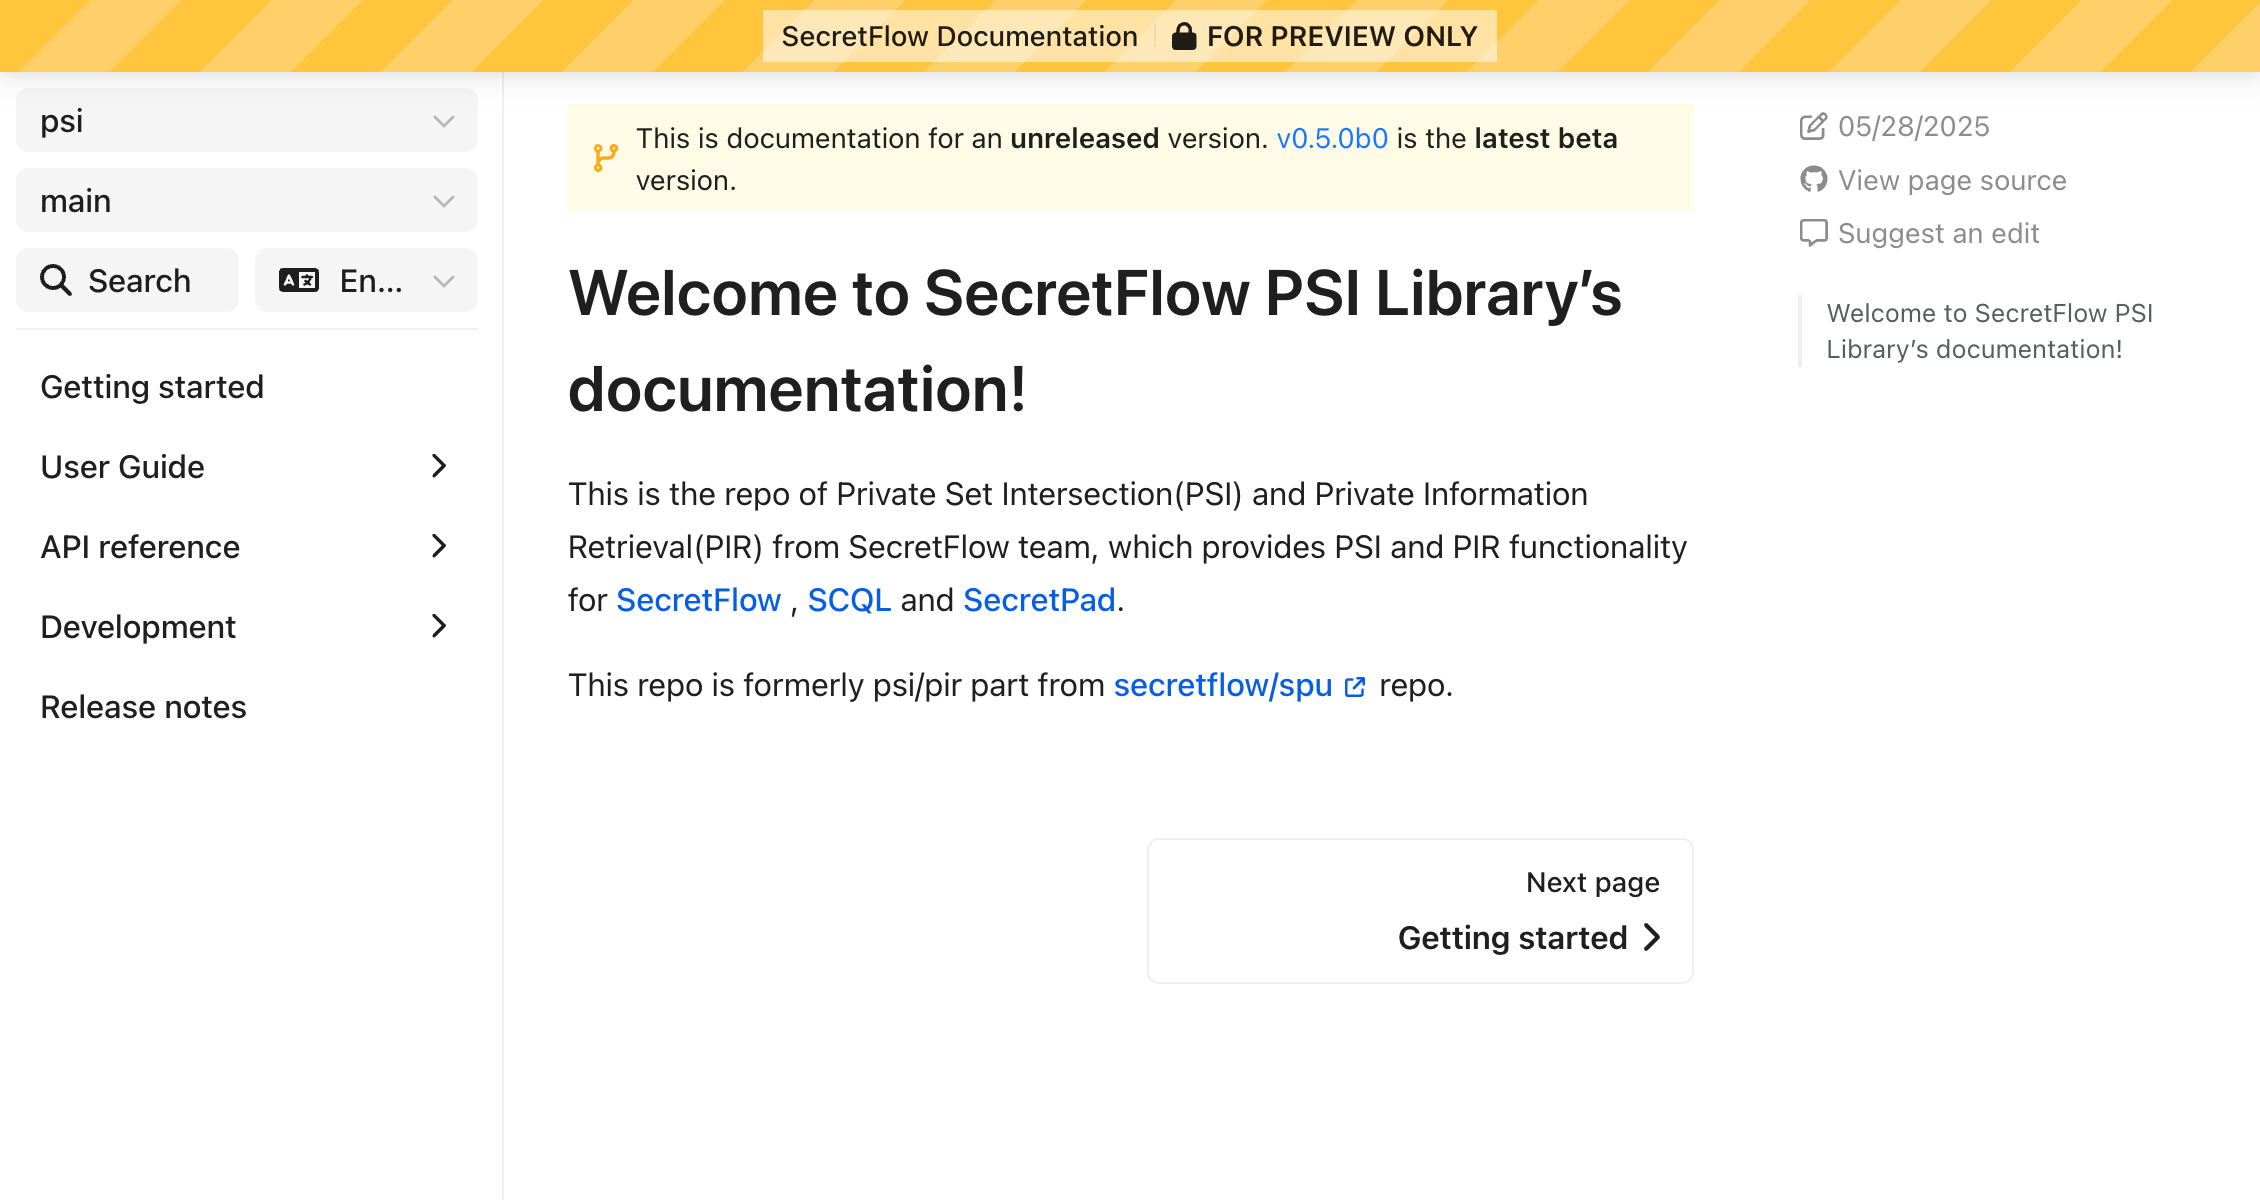 SecretFlow Documentation
FOR PREVIEW ONLY
psi
main
Search
En...
Getting started
User Guide
API reference
Development
Release notes
This is documentation for an unreleased version. v0.5.0b0 is the latest beta
version.
Welcome to SecretFlow PSI Library’s
documentation!
This is the repo of Private Set Intersection(PSI) and Private Information
Retrieval(PIR) from SecretFlow team, which provides PSI and PIR functionality
for SecretFlow , SCQL and SecretPad.
This repo is formerly psi/pir part from secretflow/spu repo.
Next page
Getting started
05/28/2025
View page source
Suggest an edit
Welcome to SecretFlow PSI
Library’s documentation!